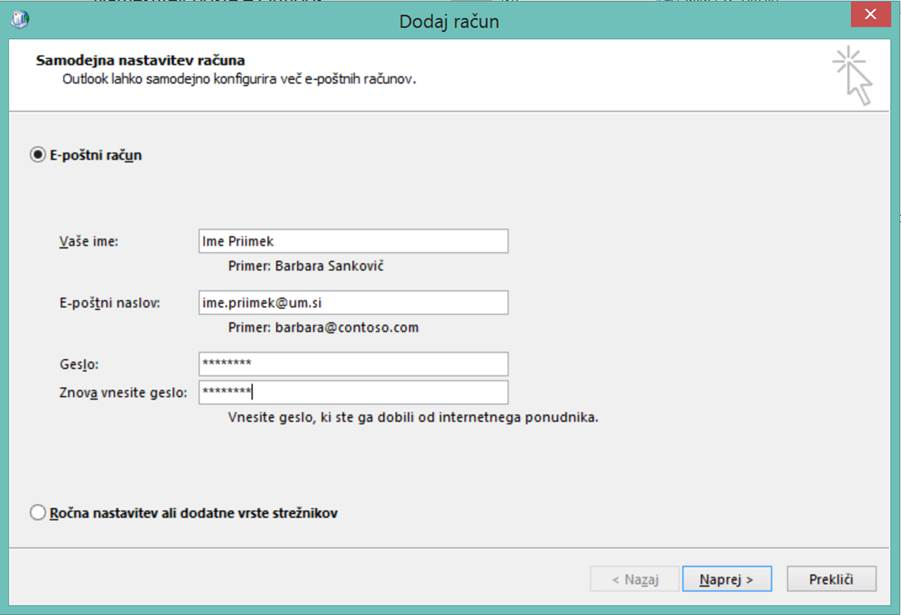 Dodaj račun
Samodejna nastavitev računa
Outlook lahko samodejno konfigurira več e-poštnih računov.
E-poštni račun
Vaše ime: Ime Priimek
Primer: Barbara Sankovič
E-poštni naslov: ime.priimek@um.si
Primer: barbara@contoso.com
Geslo: ********
Znova vnesite geslo: ********
Vnesite geslo, ki ste ga dobili od internetnega ponudnika.
Ročna nastavitev ali dodatne vrste strežnikov
< Nazaj Naprej > Prekliči